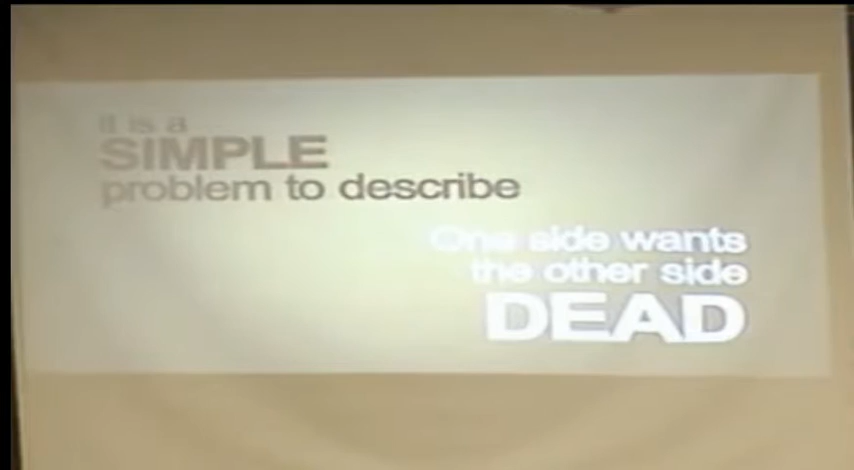 it is a
SIMPLE
problem to describe
One side wants
the other side
DEAD